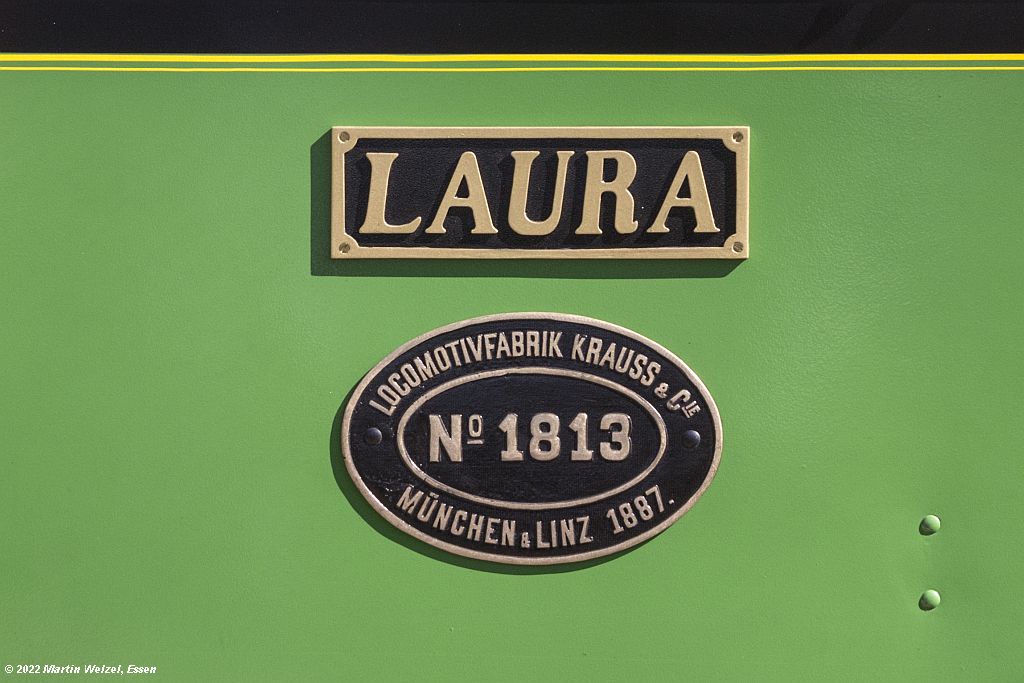 LAURA
LOCOMOTIVFABRIK KRAUSS & CIE
Nº 1813
MÜNCHEN & LINZ 1887.
© 2022 Martin Welzel, Essen